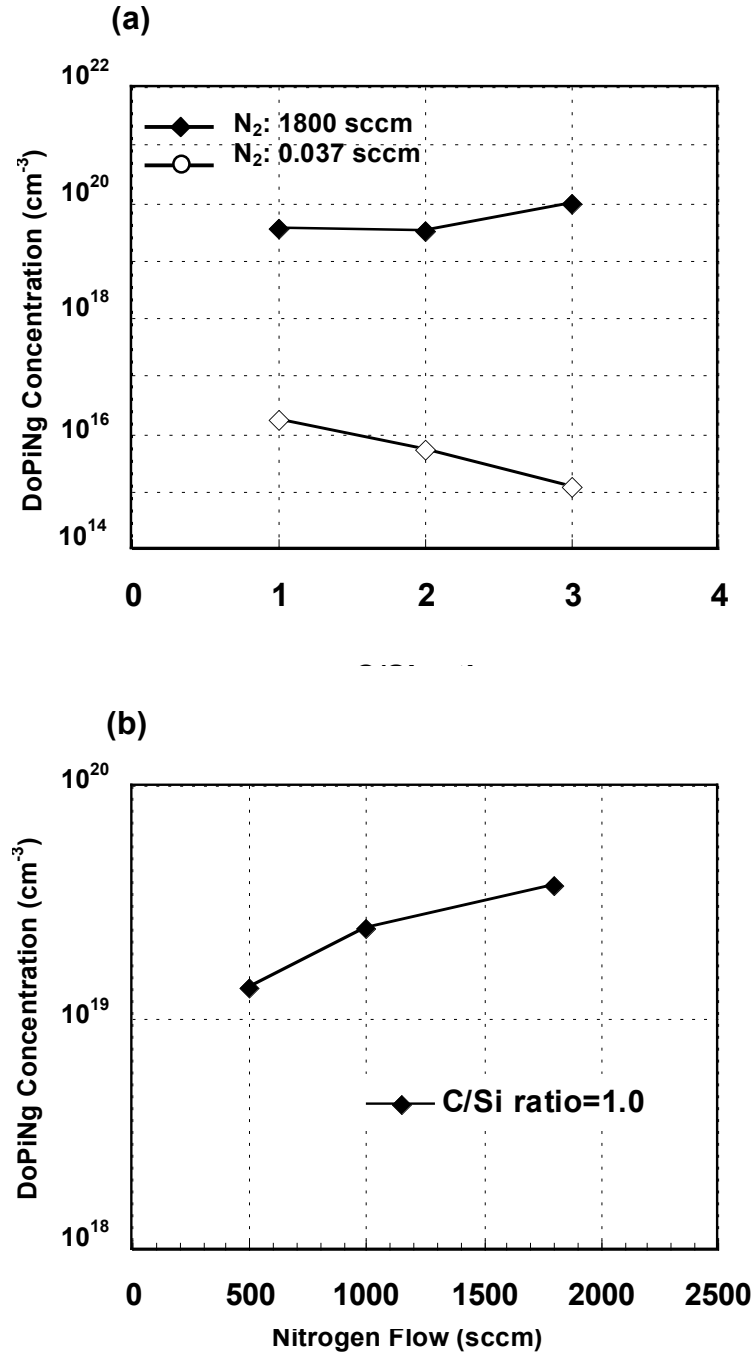 (a)
10^22
N₂: 1800 sccm
N₂: 0.037 sccm
10^20
10^18
10^16
10^14
DoPiNg Concentration (cm^-3)
0 1 2 3 4
(b)
10^20
10^19
C/Si ratio=1.0
10^18
DoPiNg Concentration (cm^-3)
0 500 1000 1500 2000 2500
Nitrogen Flow (sccm)